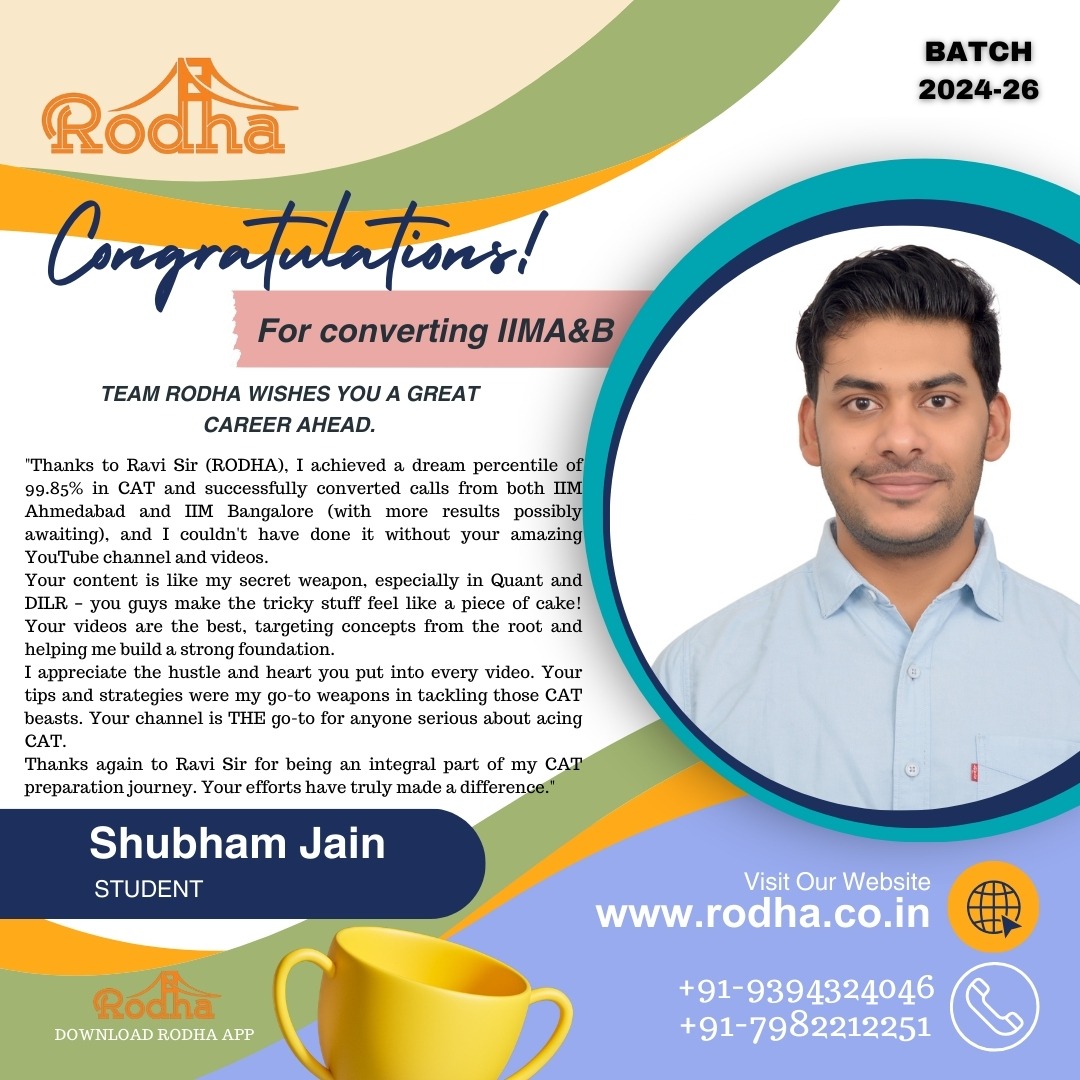 Rodha
BATCH
2024-26
Congratulations!
For converting IIMA&B
TEAM RODHA WISHES YOU A GREAT
CAREER AHEAD.
"Thanks to Ravi Sir (RODHA), I achieved a dream percentile of
99.85% in CAT and successfully converted calls from both IIM
Ahmedabad and IIM Bangalore (with more results possibly
awaiting), and I couldn't have done it without your amazing
YouTube channel and videos.
Your content is like my secret weapon, especially in Quant and
DILR – you guys make the tricky stuff feel like a piece of cake!
Your videos are the best, targeting concepts from the root and
helping me build a strong foundation.
I appreciate the hustle and heart you put into every video. Your
tips and strategies were my go-to weapons in tackling those CAT
beasts. Your channel is THE go-to for anyone serious about acing
CAT.
Thanks again to Ravi Sir for being an integral part of my CAT
preparation journey. Your efforts have truly made a difference."
Shubham Jain
STUDENT
Visit Our Website
www.rodha.co.in
+91-9394324046
+91-7982212251
Rodha
DOWNLOAD RODHA APP